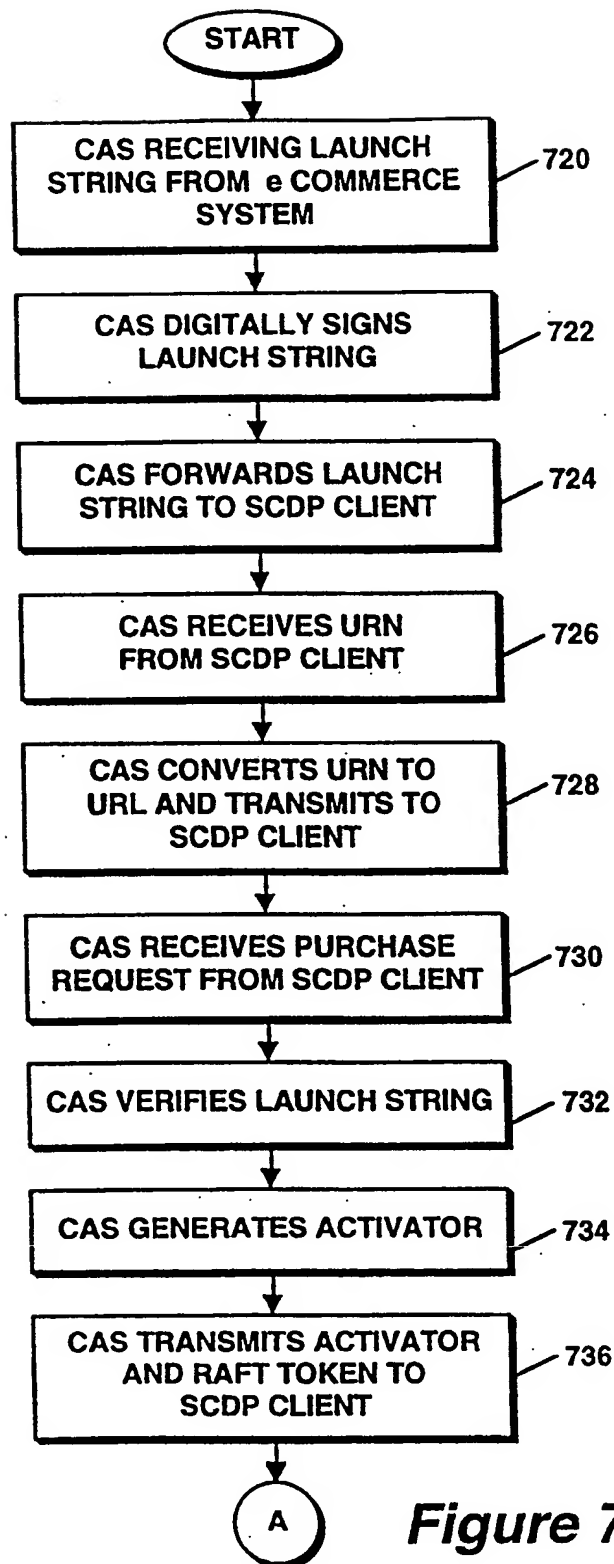 START
CAS RECEIVING LAUNCH
STRING FROM e COMMERCE
SYSTEM
720
CAS DIGITALLY SIGNS
LAUNCH STRING
722
CAS FORWARDS LAUNCH
STRING TO SCDP CLIENT
724
CAS RECEIVES URN
FROM SCDP CLIENT
726
CAS CONVERTS URN TO
URL AND TRANSMITS TO
SCDP CLIENT
728
CAS RECEIVES PURCHASE
REQUEST FROM SCDP CLIENT
730
CAS VERIFIES LAUNCH STRING
732
CAS GENERATES ACTIVATOR
734
CAS TRANSMITS ACTIVATOR
AND RAFT TOKEN TO
SCDP CLIENT
736
A
Figure 7